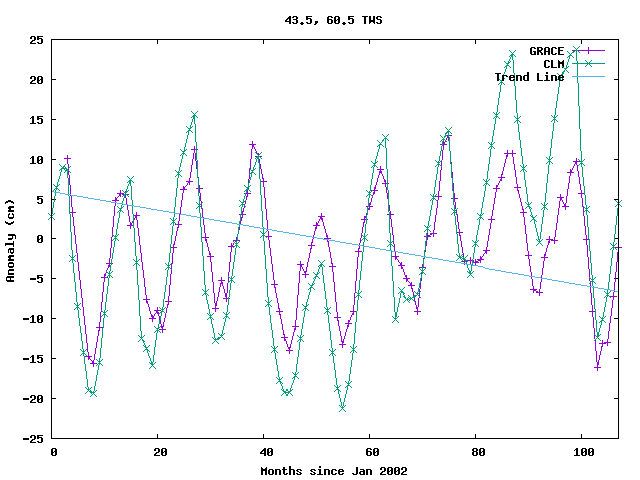 43.5, 60.5 TWS
GRACE
CLM
Trend Line
Anomaly (cm)
25
20
15
10
5
0
-5
-10
-15
-20
-25
0 20 40 60 80 100
Months since Jan 2002